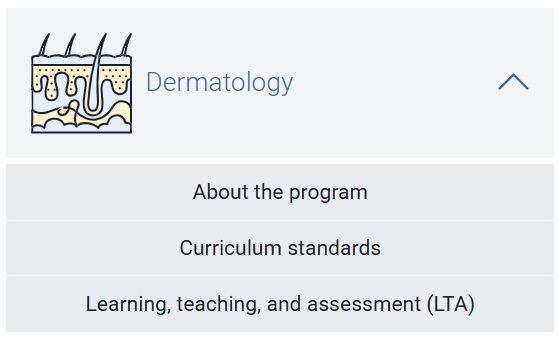 Dermatology
About the program
Curriculum standards
Learning, teaching, and assessment (LTA)